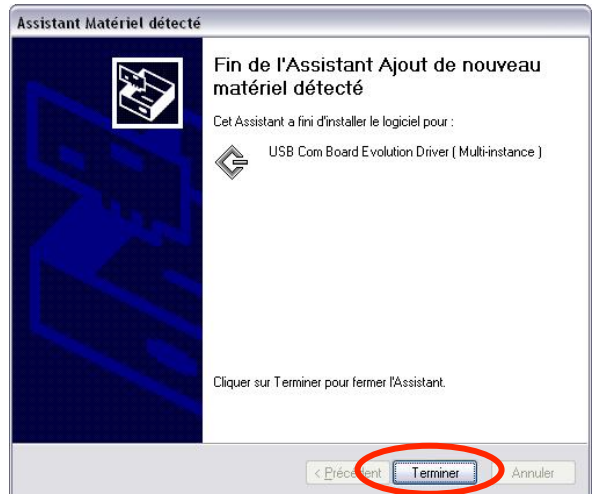 Assistant Matériel détecté
Fin de l'Assistant Ajout de nouveau
matériel détecté
Cet Assistant a fini d'installer le logiciel pour :
USB Com Board Evolution Driver ( Multi-instance )
Cliquer sur Terminer pour fermer l'Assistant.
< Précédent Terminer Annuler